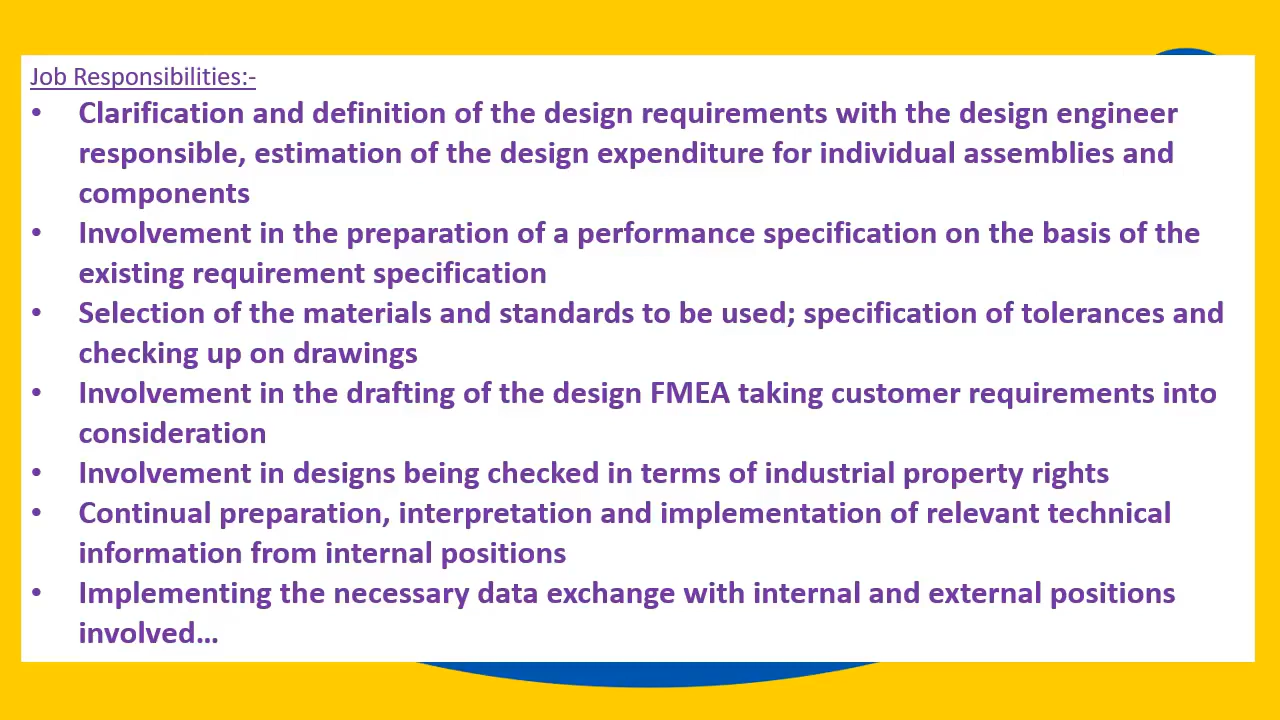 Job Responsibilities:-
• Clarification and definition of the design requirements with the design engineer
responsible, estimation of the design expenditure for individual assemblies and
components
• Involvement in the preparation of a performance specification on the basis of the
existing requirement specification
• Selection of the materials and standards to be used; specification of tolerances and
checking up on drawings
• Involvement in the drafting of the design FMEA taking customer requirements into
consideration
• Involvement in designs being checked in terms of industrial property rights
• Continual preparation, interpretation and implementation of relevant technical
information from internal positions
• Implementing the necessary data exchange with internal and external positions
involved…